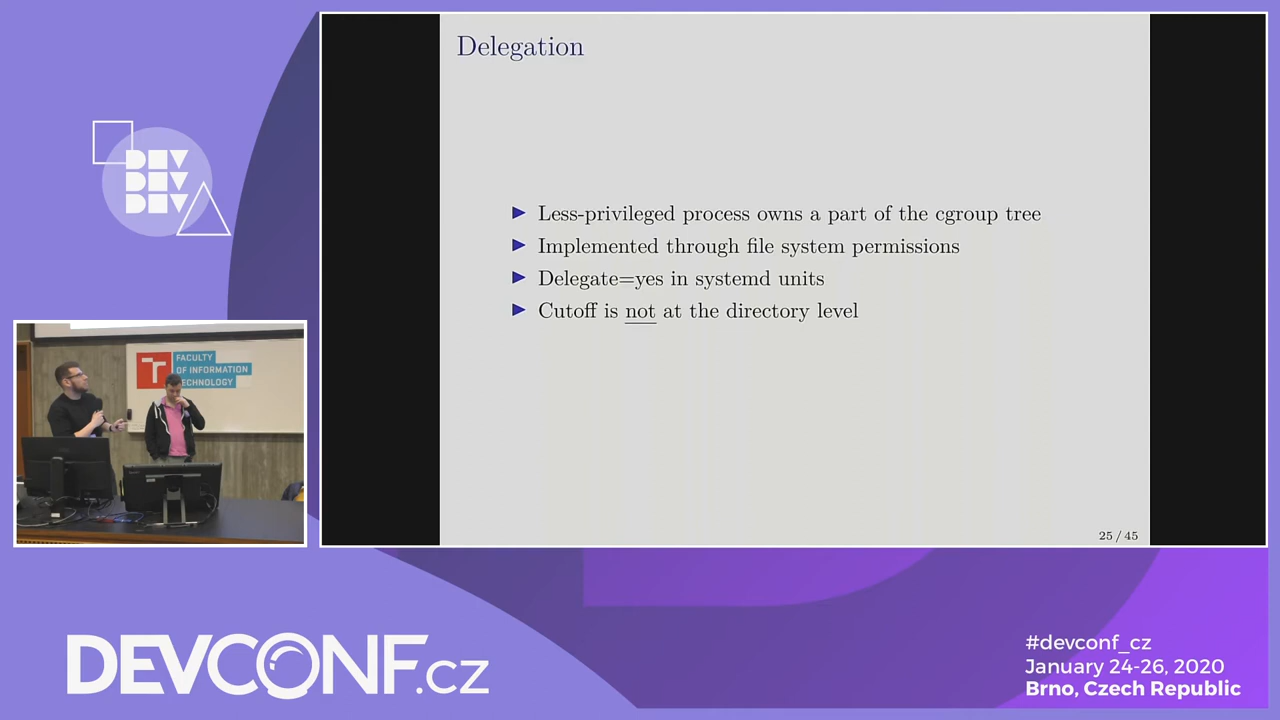 Delegation
Less-privileged process owns a part of the cgroup tree
Implemented through file system permissions
Delegate=yes in systemd units
Cutoff is not at the directory level
25 / 45
DEV
DEV
DEV
FACULTY
OF INFORMATION
TECHNOLOGY
DEVCONF.cz
#devconf_cz
January 24-26, 2020
Brno, Czech Republic